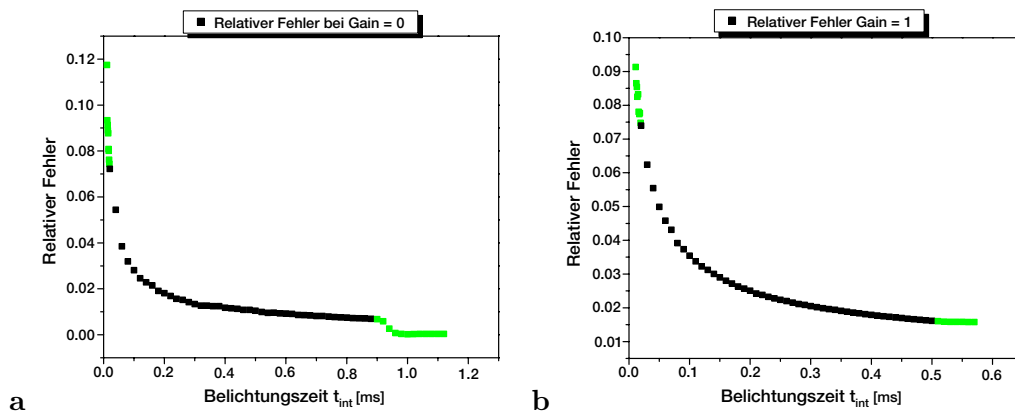 Relativer Fehler bei Gain = 0
0.12
0.10
0.08
0.06
0.04
0.02
0.00
Relativer Fehler
0.0 0.2 0.4 0.6 0.8 1.0 1.2
Belichtungszeit t_int [ms]
a
Relativer Fehler Gain = 1
0.10
0.09
0.08
0.07
0.06
0.05
0.04
0.03
0.02
0.01
Relativer Fehler
0.0 0.1 0.2 0.3 0.4 0.5 0.6
Belichtungszeit t_int [ms]
b